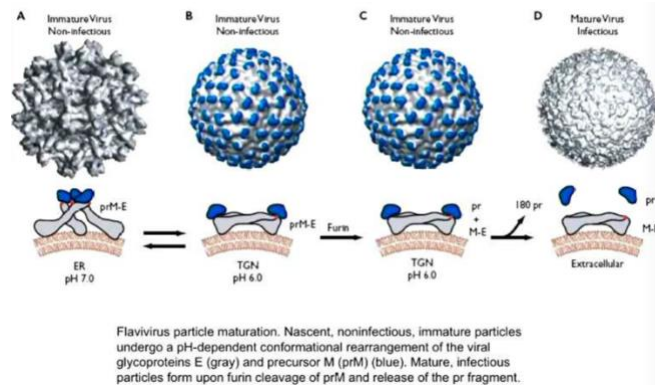 A
Immature Virus
Non-infectious
B
Immature Virus
Non-infectious
C
Immature Virus
Non-infectious
D
Mature Virus
Infectious
prM-E
ER
pH 7.0
prM-E
TGN
pH 6.0
Furin
pr
+
M-E
TGN
pH 6.0
180 pr
pr
Extracellular
Flavivirus particle maturation. Nascent, noninfectious, immature particles
undergo a pH-dependent conformational rearrangement of the viral
glycoproteins E (gray) and precursor M (prM) (blue). Mature, infectious
particles form upon furin cleavage of prM and release of the pr fragment.